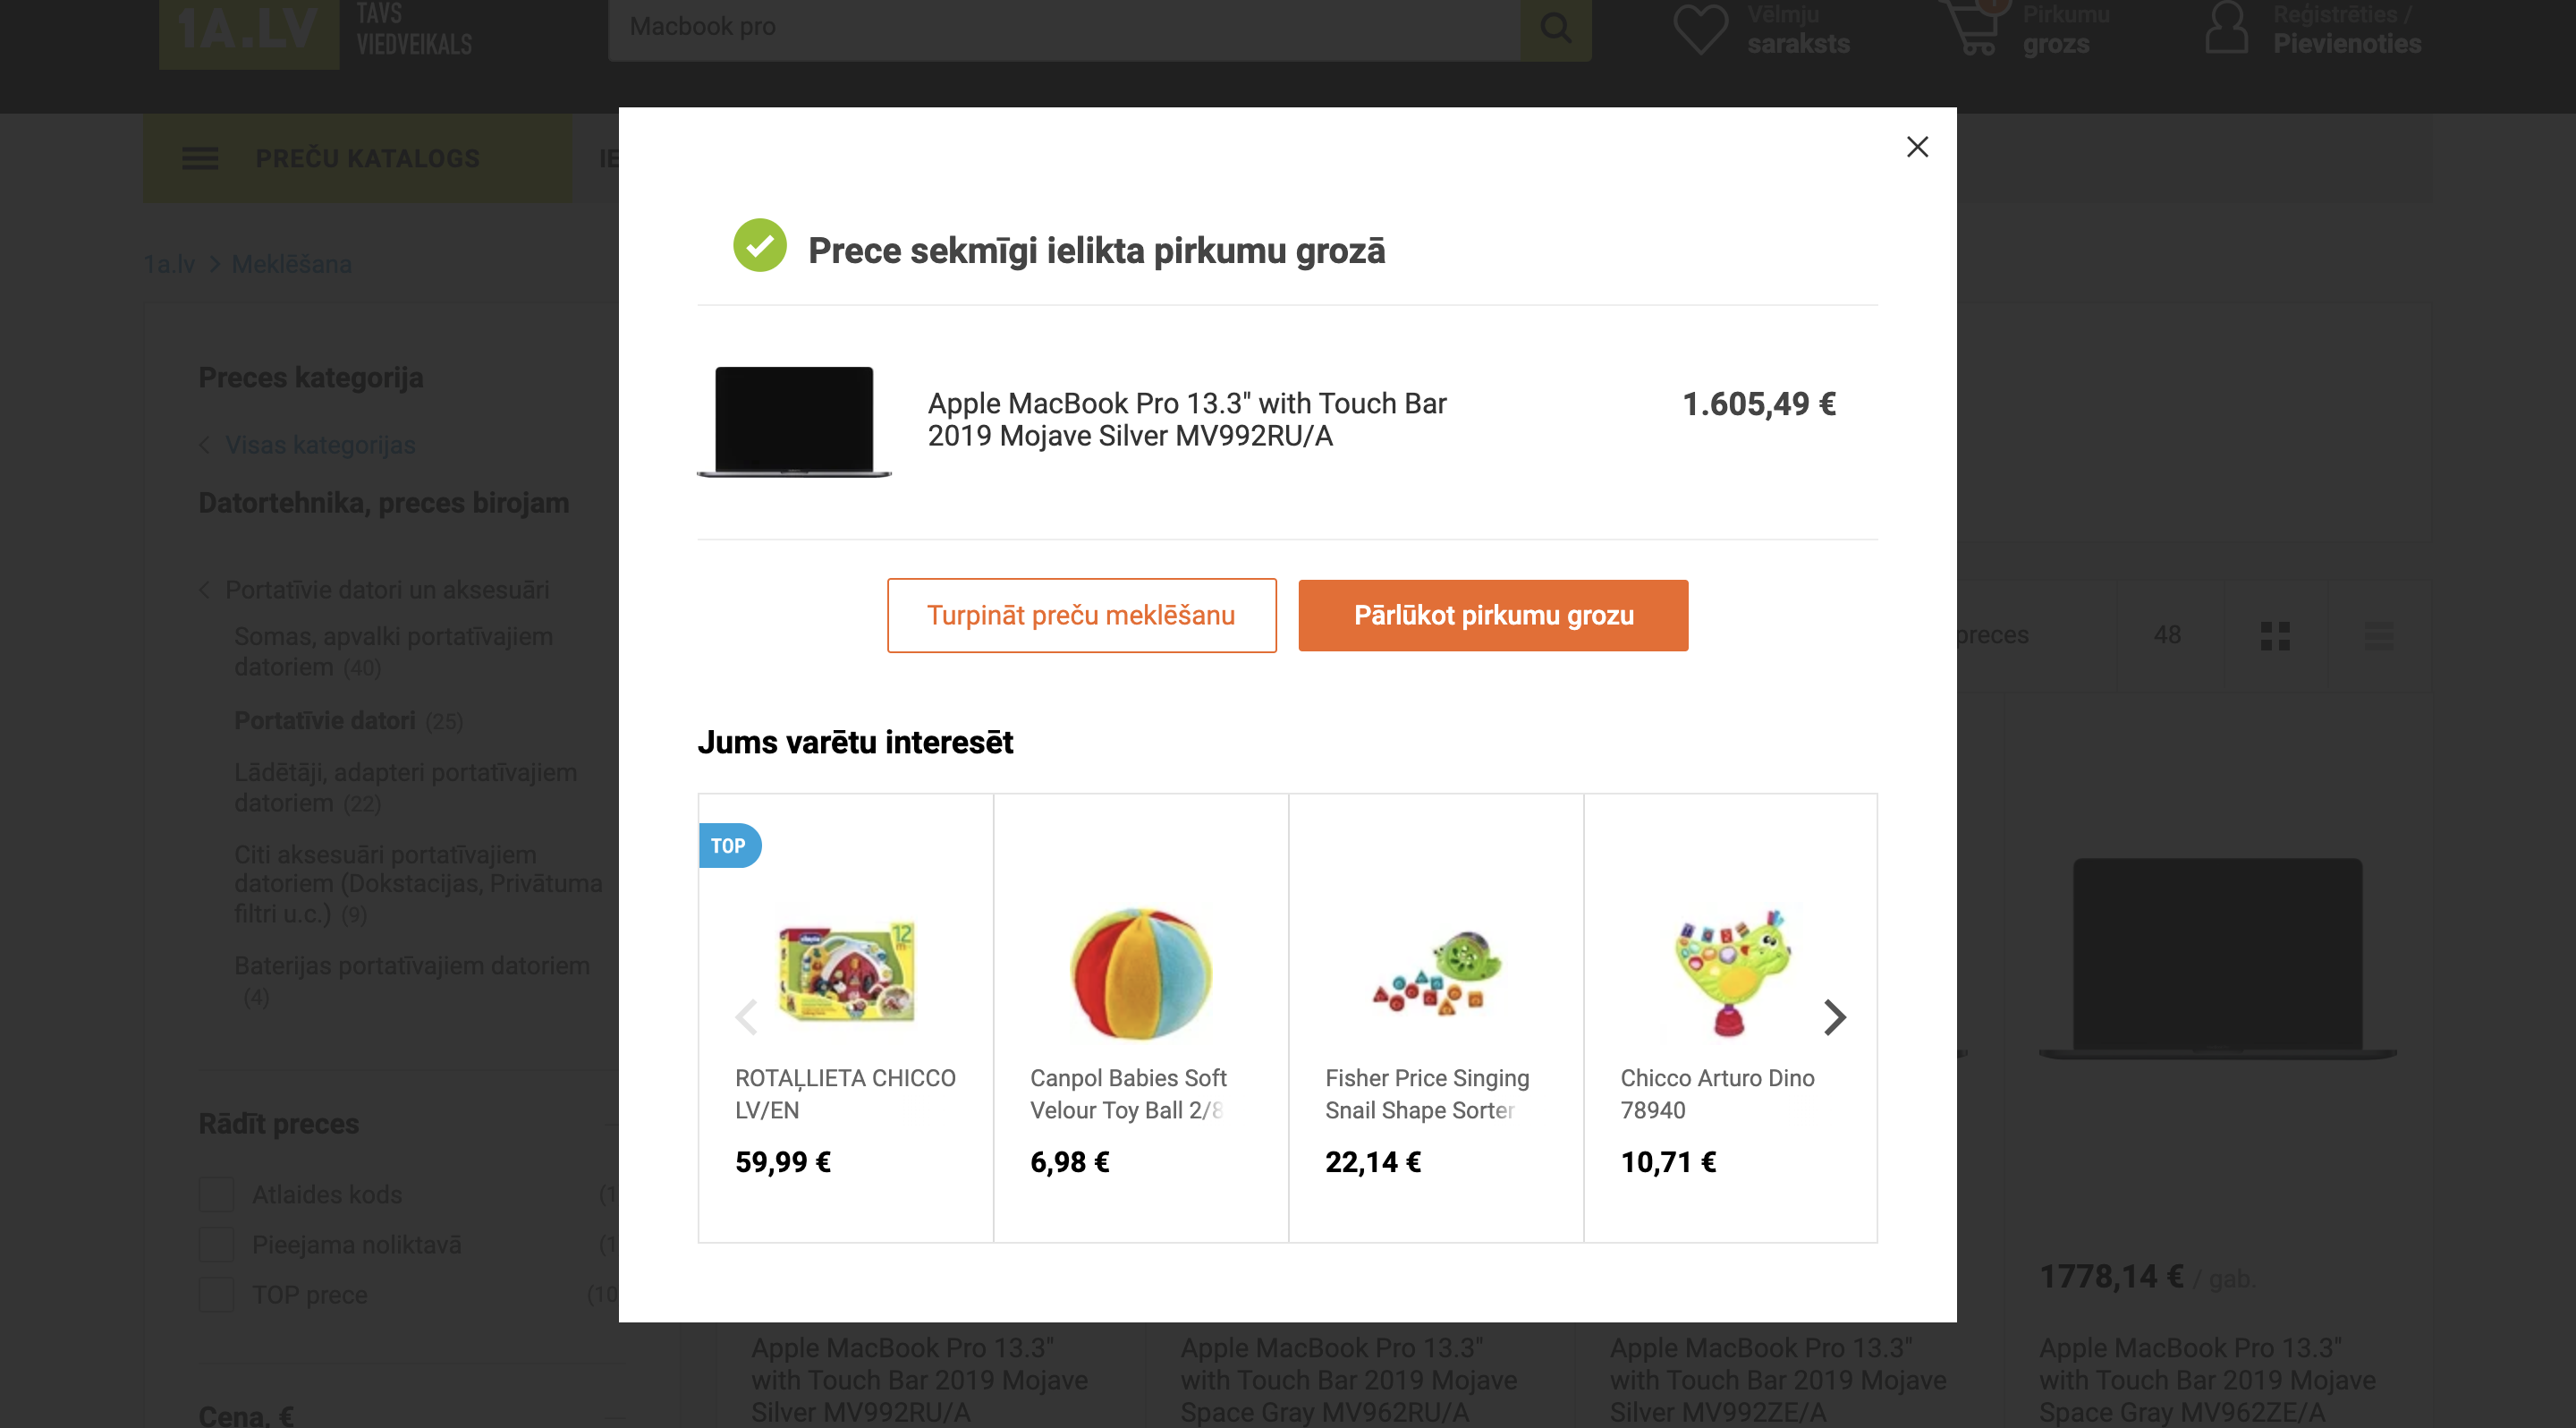 1A.LV
TAVS
VIEDVEIKALS
Macbook pro
Vēlmju
saraksts
Pirkumu
grozs
Reģistrēties /
Pievienoties
PREČU KATALOGS
IE
1a.lv > Meklēšana
Preces kategorija
Visas kategorijas
Datortehnika, preces birojam
Portatīvie datori un aksesuāri
Somas, apvalki portatīvajiem
datoriem (40)
Portatīvie datori (25)
Lādētāji, adapteri portatīvajiem
datoriem (22)
Citi aksesuāri portatīvajiem
datoriem (Dokstacijas, Privātuma
filtri u.c.) (9)
Baterijas portatīvajiem datoriem
(4)
Rādīt preces
Atlaides kods (1
Pieejama noliktavā (1
TOP prece (10
Cena, €
Prece sekmīgi ielikta pirkumu grozā
Apple MacBook Pro 13.3" with Touch Bar
2019 Mojave Silver MV992RU/A
1.605,49 €
Turpināt preču meklēšanu
Pārlūkot pirkumu grozu
Jums varētu interesēt
TOP
12
ROTAĻLIETA CHICCO
LV/EN
59,99 €
Canpol Babies Soft
Velour Toy Ball 2/8
6,98 €
Fisher Price Singing
Snail Shape Sorter
22,14 €
Chicco Arturo Dino
78940
10,71 €
preces
48
1778,14 € / gab.
Apple MacBook Pro 13.3"
with Touch Bar 2019 Mojave
Silver MV992RU/A
Apple MacBook Pro 13.3"
with Touch Bar 2019 Mojave
Space Gray MV962RU/A
Apple MacBook Pro 13.3"
with Touch Bar 2019 Mojave
Silver MV992ZE/A
Apple MacBook Pro 13.3"
with Touch Bar 2019 Mojave
Space Gray MV962ZE/A